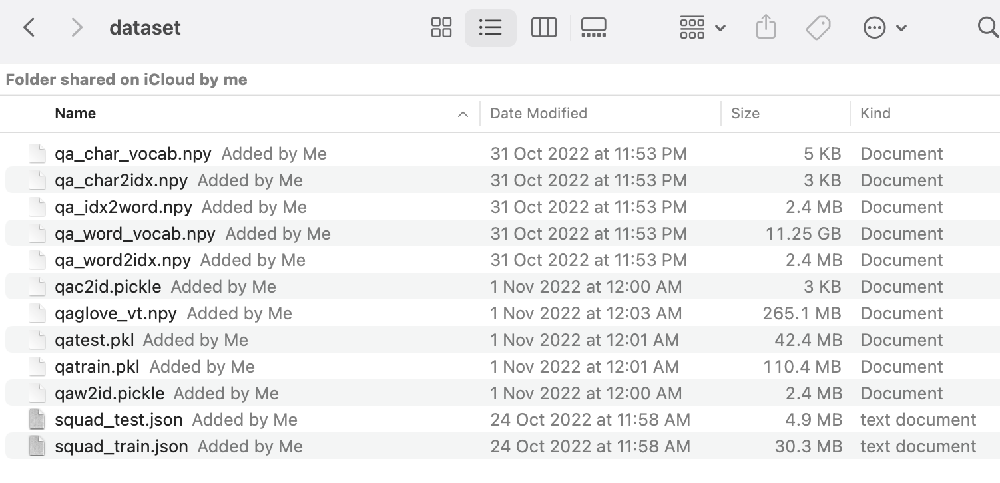 dataset
Folder shared on iCloud by me
Name Date Modified Size Kind
qa_char_vocab.npy Added by Me 31 Oct 2022 at 11:53 PM 5 KB Document
qa_char2idx.npy Added by Me 31 Oct 2022 at 11:53 PM 3 KB Document
qa_idx2word.npy Added by Me 31 Oct 2022 at 11:53 PM 2.4 MB Document
qa_word_vocab.npy Added by Me 31 Oct 2022 at 11:53 PM 11.25 GB Document
qa_word2idx.npy Added by Me 31 Oct 2022 at 11:53 PM 2.4 MB Document
qac2id.pickle Added by Me 1 Nov 2022 at 12:00 AM 3 KB Document
qaglove_vt.npy Added by Me 1 Nov 2022 at 12:03 AM 265.1 MB Document
qatest.pkl Added by Me 1 Nov 2022 at 12:01 AM 42.4 MB Document
qatrain.pkl Added by Me 1 Nov 2022 at 12:01 AM 110.4 MB Document
qaw2id.pickle Added by Me 1 Nov 2022 at 12:00 AM 2.4 MB Document
squad_test.json Added by Me 24 Oct 2022 at 11:58 AM 4.9 MB text document
squad_train.json Added by Me 24 Oct 2022 at 11:58 AM 30.3 MB text document